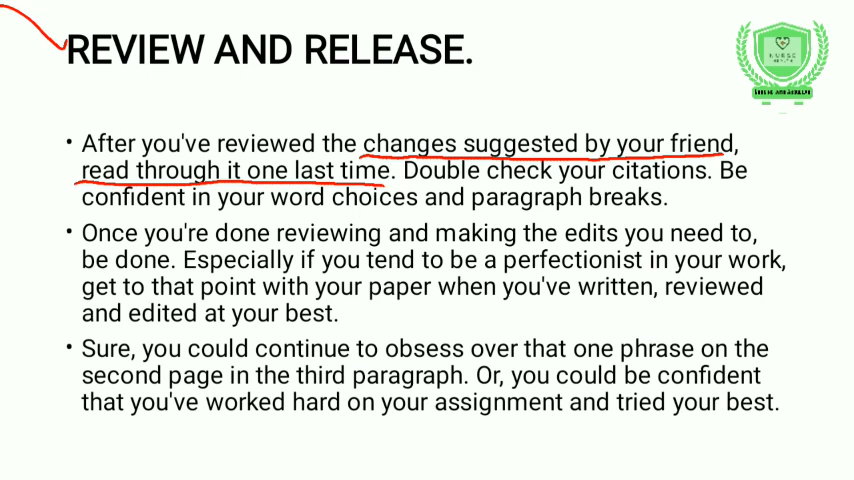 REVIEW AND RELEASE.
NURSE
• After you've reviewed the changes suggested by your friend,
read through it one last time. Double check your citations. Be
confident in your word choices and paragraph breaks.
• Once you're done reviewing and making the edits you need to,
be done. Especially if you tend to be a perfectionist in your work,
get to that point with your paper when you've written, reviewed
and edited at your best.
• Sure, you could continue to obsess over that one phrase on the
second page in the third paragraph. Or, you could be confident
that you've worked hard on your assignment and tried your best.